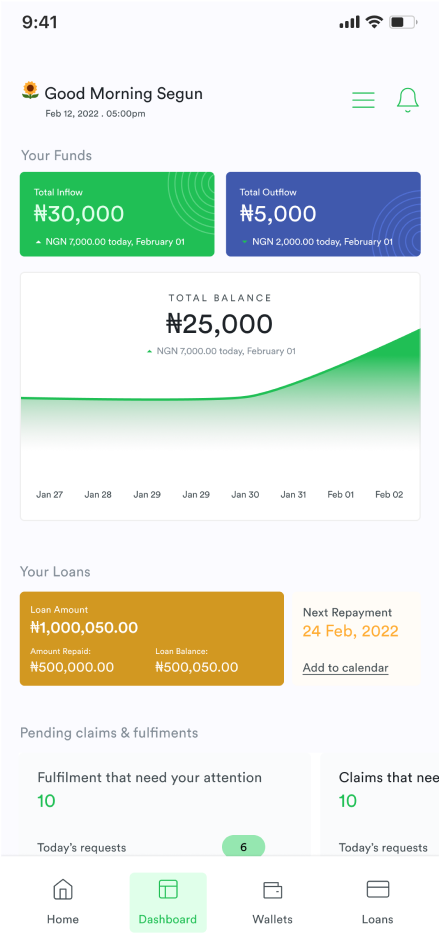 9:41
Good Morning Segun
Feb 12, 2022 . 05:00pm
Your Funds
Total Inflow
₦30,000
NGN 7,000.00 today, February 01
Total Outflow
₦5,000
NGN 2,000.00 today, February 01
TOTAL BALANCE
₦25,000
NGN 7,000.00 today, February 01
Jan 27 Jan 28 Jan 29 Jan 29 Jan 30 Jan 31 Feb 01 Feb 02
Your Loans
Loan Amount
₦1,000,050.00
Amount Repaid: Loan Balance:
₦500,000.00 ₦500,050.00
Next Repayment
24 Feb, 2022
Add to calendar
Pending claims & fulfiments
Fulfilment that need your attention
10
Today's requests 6
Claims that nee
10
Today's requests
Home Dashboard Wallets Loans